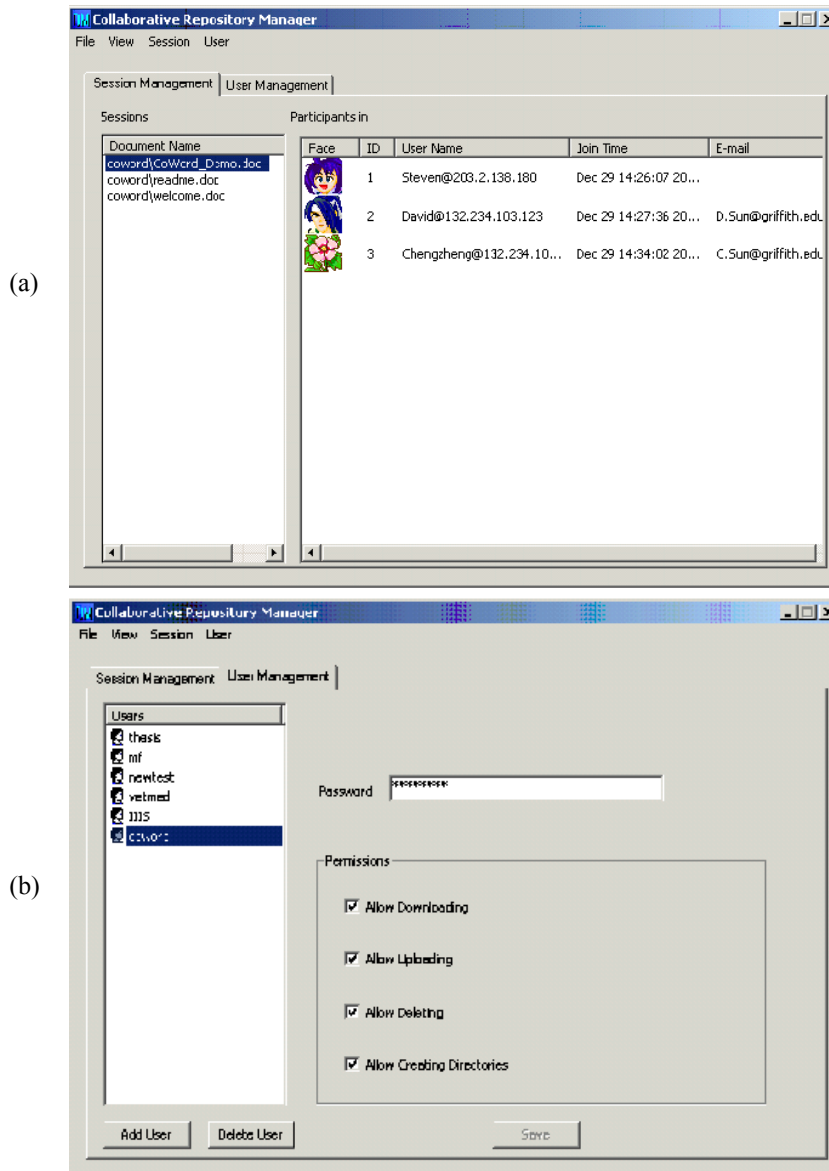 Collaborative Repository Manager
File View Session User
Session Management User Management
Sessions Participants in
Document Name Face ID User Name Join Time E-mail
coword\CoWord_Demo.doc
1 Steven@203.2.138.180 Dec 29 14:26:07 20...
coword\readme.doc
coword\welcome.doc
2 David@132.234.103.123 Dec 29 14:27:36 20... D.Sun@griffith.edu
3 Chengzheng@132.234.10... Dec 29 14:34:02 20... C.Sun@griffith.edu
(a)
Collaborative Repository Manager
File View Session User
Session Management User Management
Users
thesis
mf
newtest
vetmed
Password **********
coword
Permissions
(b)
Allow Downloading
Allow Uploading
Allow Deleting
Allow Creating Directories
Add User Delete User Save